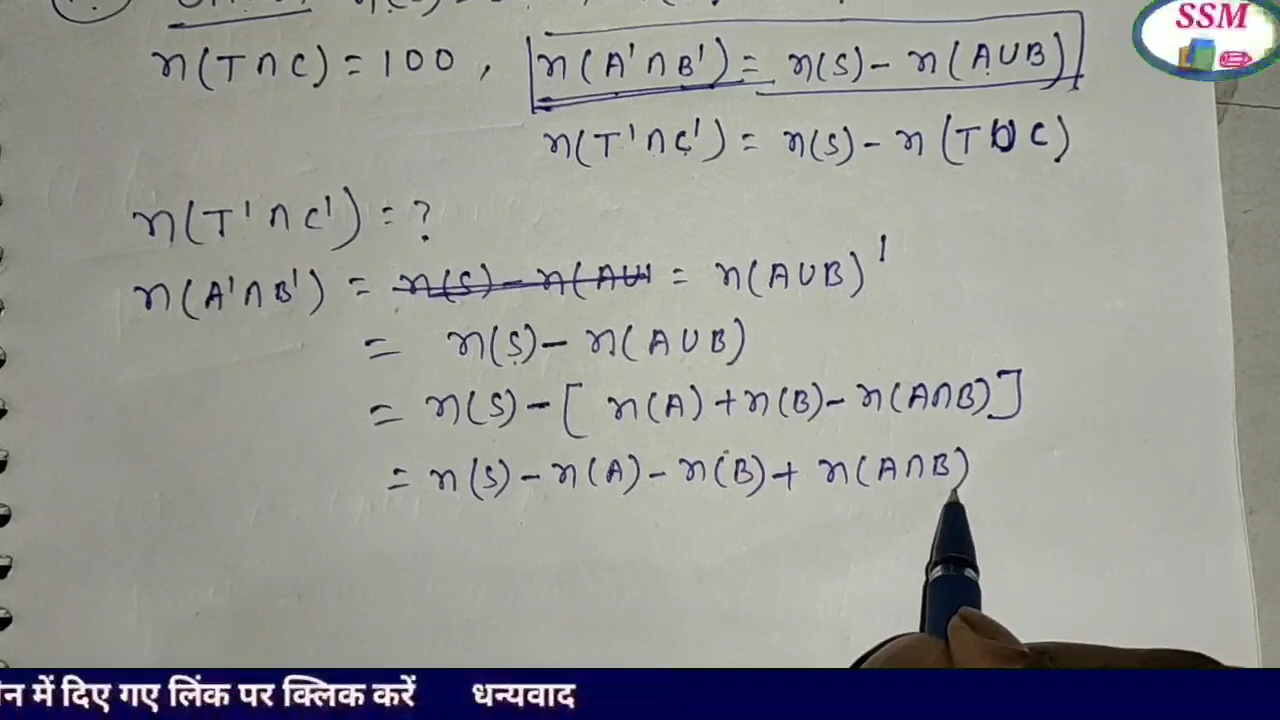 SSM
n(T∩C) = 100 , n(A'∩B') = n(S) - n(A∪B)
n(T'∩C') = n(S) - n(T∪C)
n(T'∩C') = ?
n(A'∩B') = n(S) - n(A∪ = n(A∪B)'
= n(S) - n(A∪B)
= n(S) - [ n(A) + n(B) - n(A∩B) ]
= n(S) - n(A) - n(B) + n(A∩B)
में दिए गए लिंक पर क्लिक करें धन्यवाद